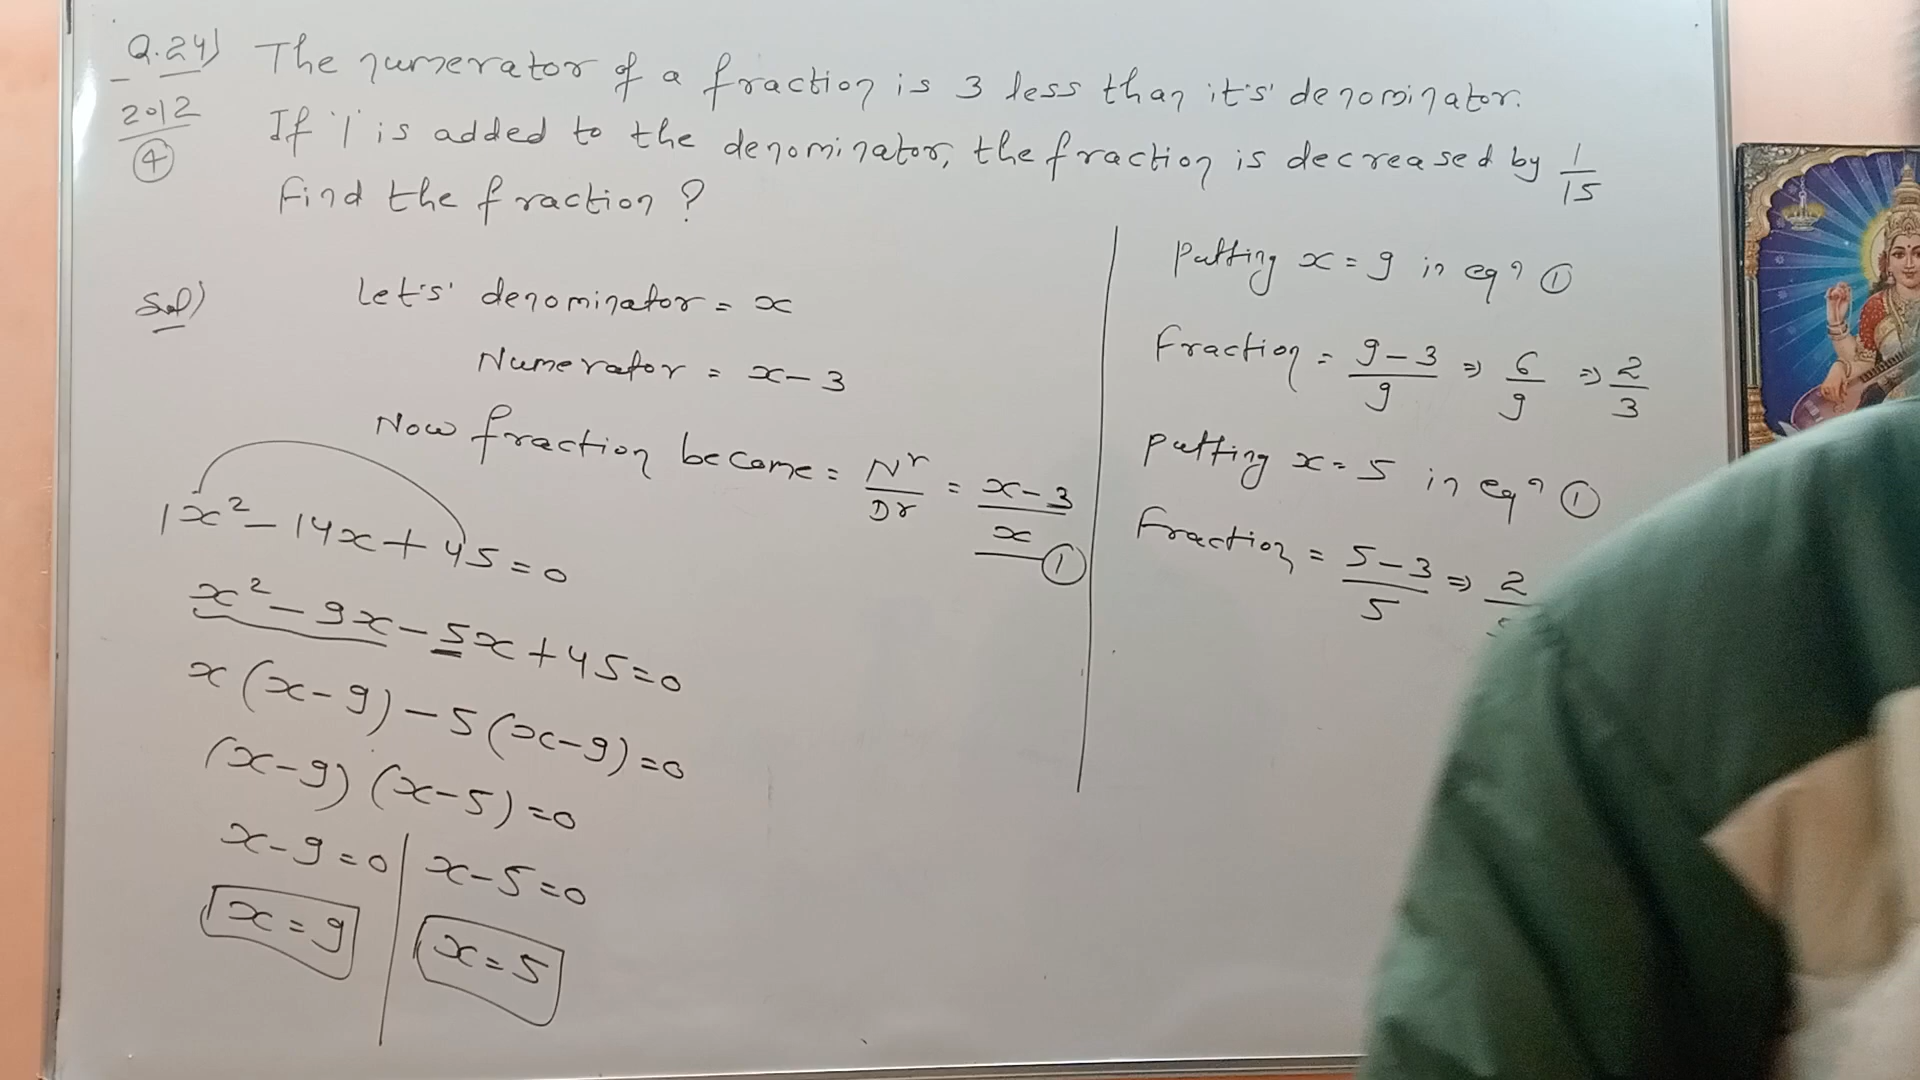 Q.24) The numerator of a fraction is 3 less than it's' denominator.
2012 If '1' is added to the denominator, the fraction is decreased by 1/15
④ Find the fraction ?
Sol) Let's' denominator = x
Numerator = x-3
Now fraction become = Nr/Dr = x-3/x ①
1x² - 14x + 45 = 0
x² - 9x - 5x + 45 = 0
x(x-9) - 5(x-9) = 0
(x-9) (x-5) = 0
x-9=0 | x-5=0
x=9 | x=5
Putting x = 9 in eqn ①
Fraction = 9-3/9 ⇒ 6/9 ⇒ 2/3
Putting x = 5 in eqn ①
Fraction = 5-3/5 ⇒ 2